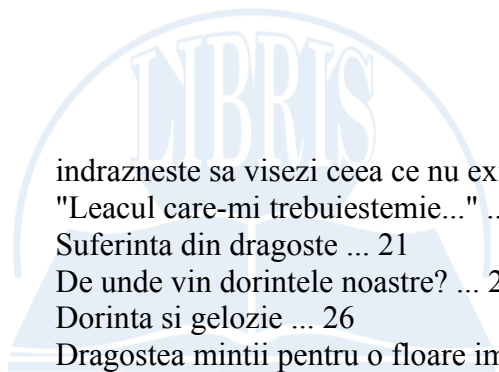 LIBRIS
indrazneste sa visezi ceea ce nu
"Leacul care-mi trebuiestemie..."
Suferinta din dragoste ... 21
De unde vin dorintele noastre? ...
Dorinta si gelozie ... 26
Dragostea mintii pentru o floare